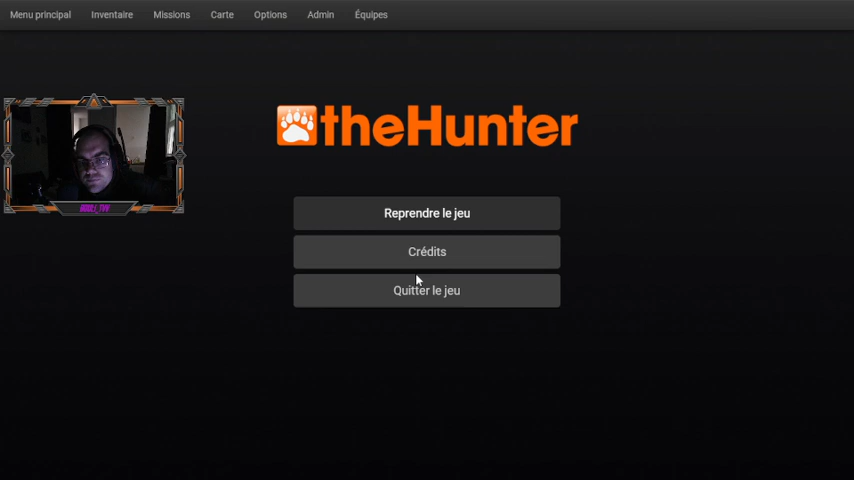 Menu principal Inventaire Missions Carte Options Admin Équipes
theHunter
Reprendre le jeu
Crédits
Quitter le jeu